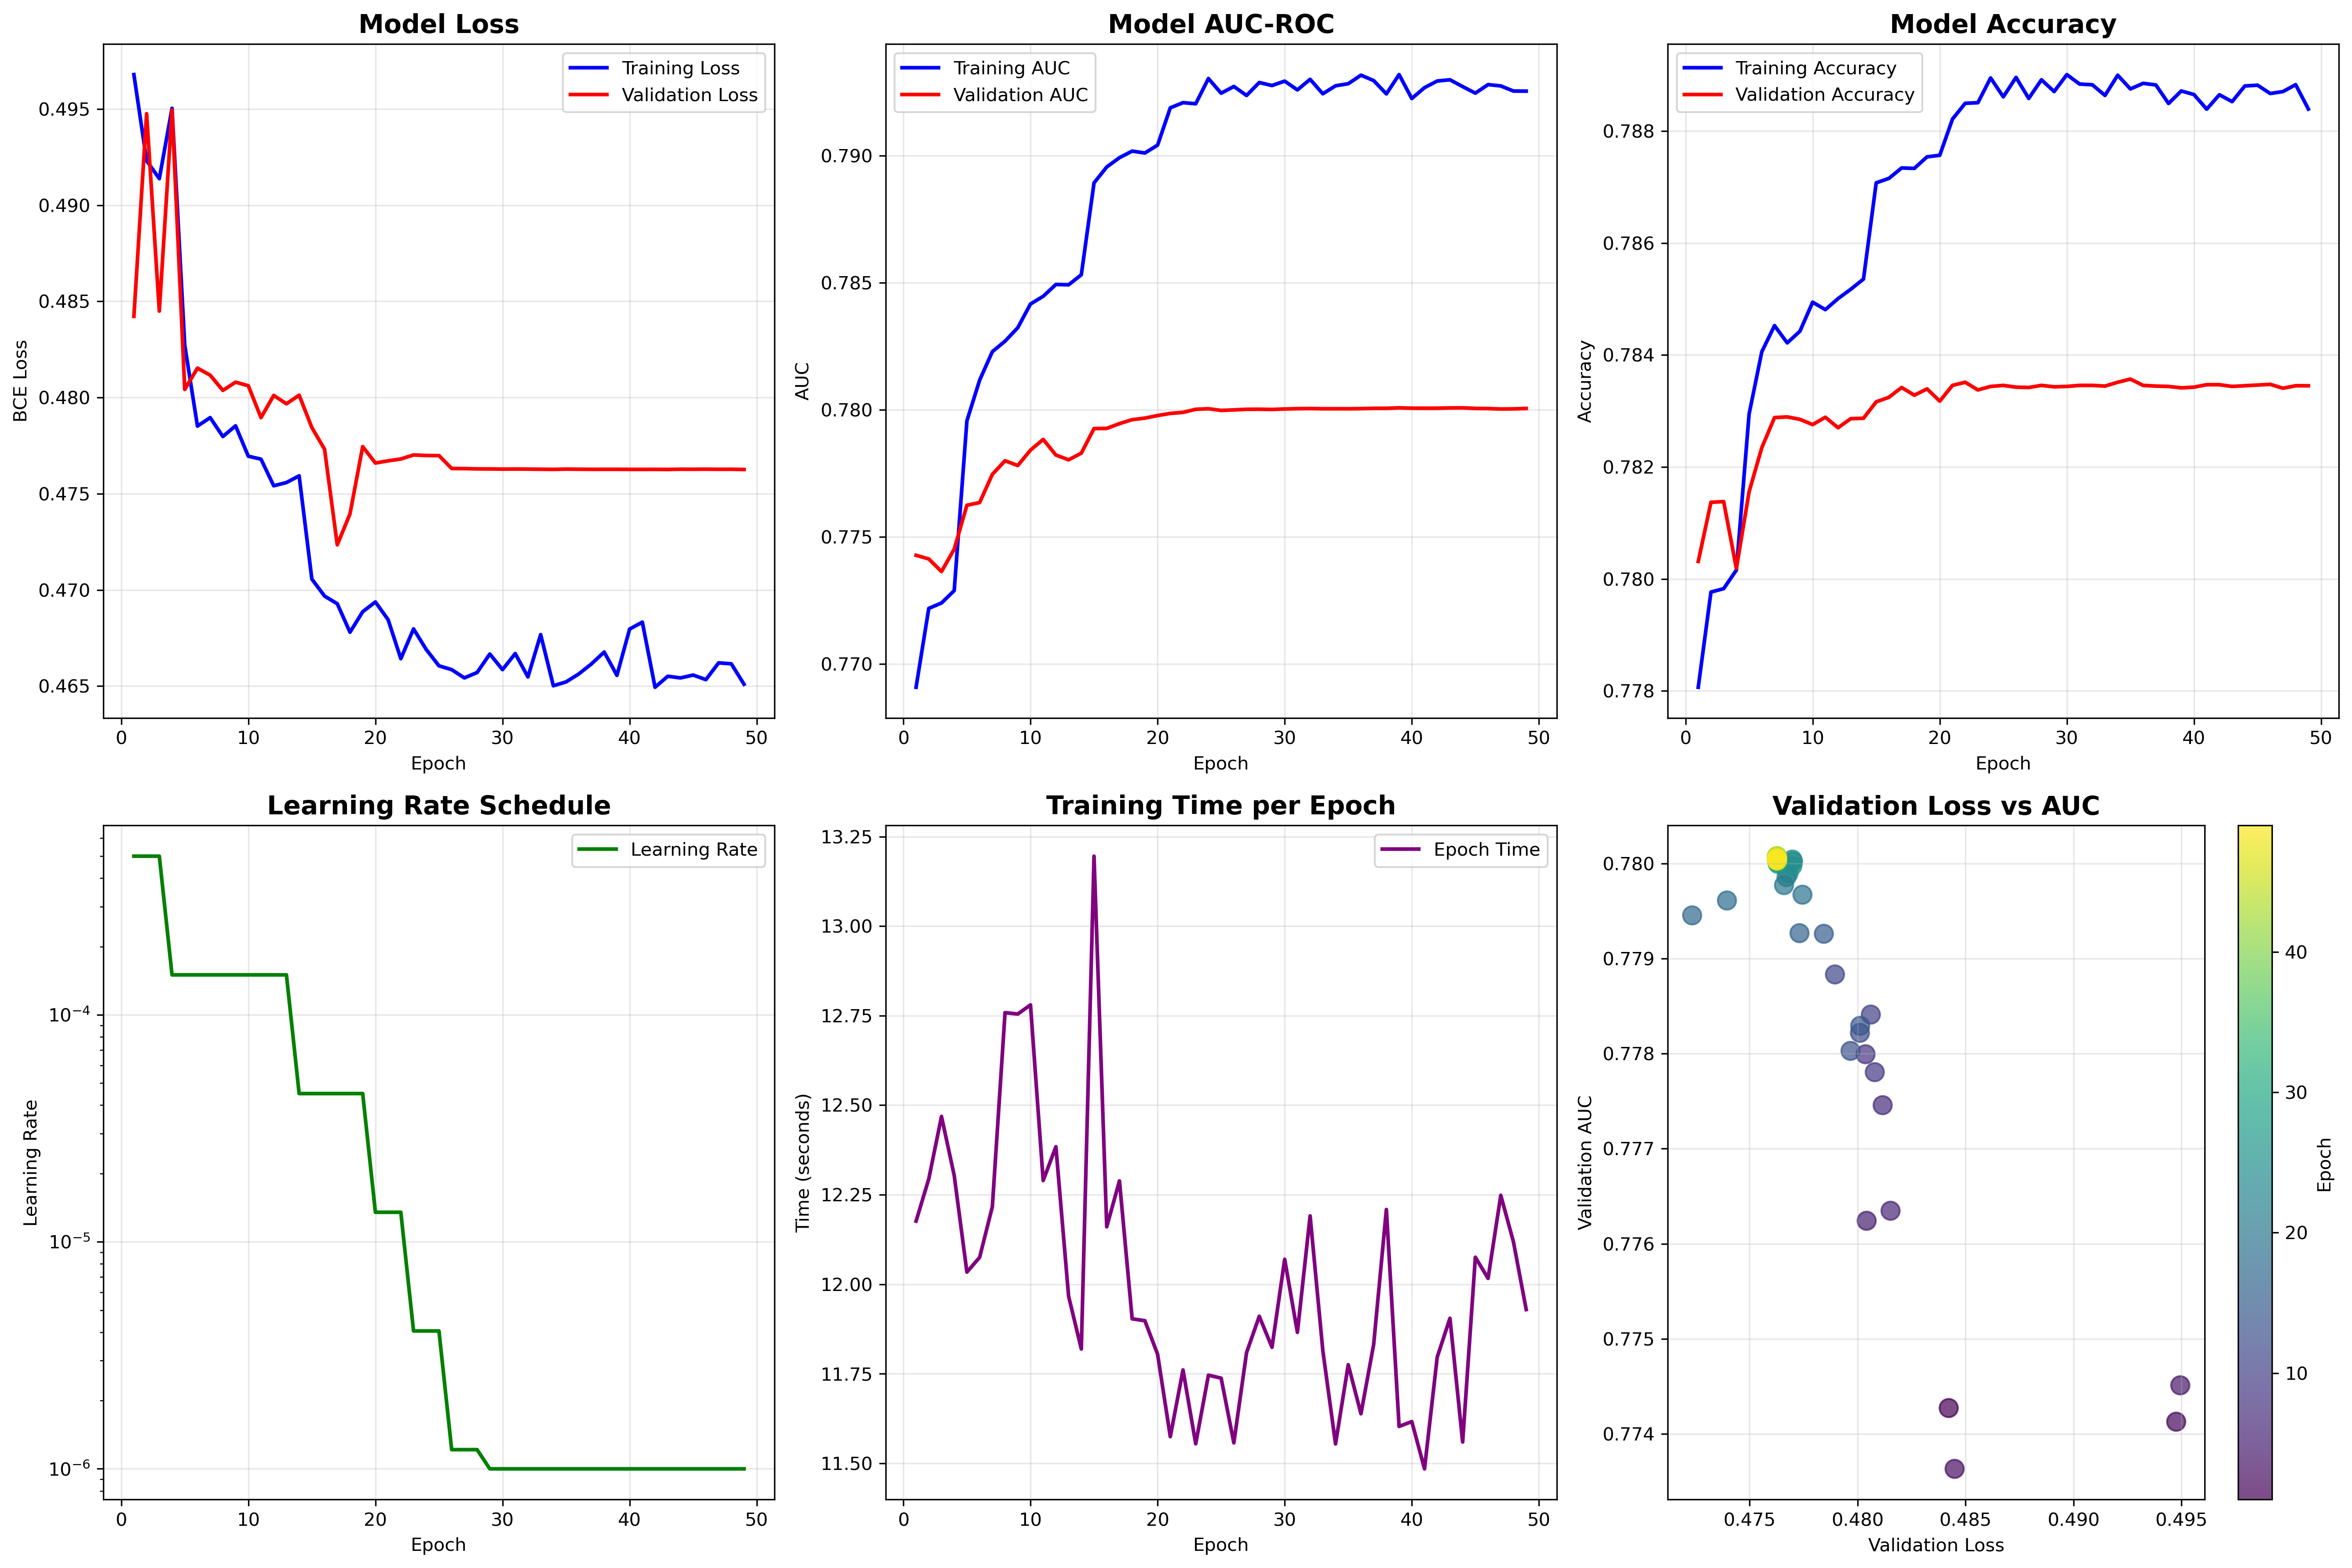 Model Loss
Training Loss
Validation Loss
0.495
0.490
0.485
0.480
0.475
0.470
0.465
BCE Loss
0 10 20 30 40 50
Epoch
Model AUC-ROC
Training AUC
Validation AUC
0.790
0.785
0.780
0.775
0.770
AUC
0 10 20 30 40 50
Epoch
Model Accuracy
Training Accuracy
Validation Accuracy
0.788
0.786
0.784
0.782
0.780
0.778
Accuracy
0 10 20 30 40 50
Epoch
Learning Rate Schedule
Learning Rate
10⁻⁴
10⁻⁵
10⁻⁶
Learning Rate
0 10 20 30 40 50
Epoch
Training Time per Epoch
Epoch Time
13.25
13.00
12.75
12.50
12.25
12.00
11.75
11.50
Time (seconds)
0 10 20 30 40 50
Epoch
Validation Loss vs AUC
0.780
0.779
0.778
0.777
0.776
0.775
0.774
Validation AUC
0.475 0.480 0.485 0.490 0.495
Validation Loss
40
30
20
10
Epoch